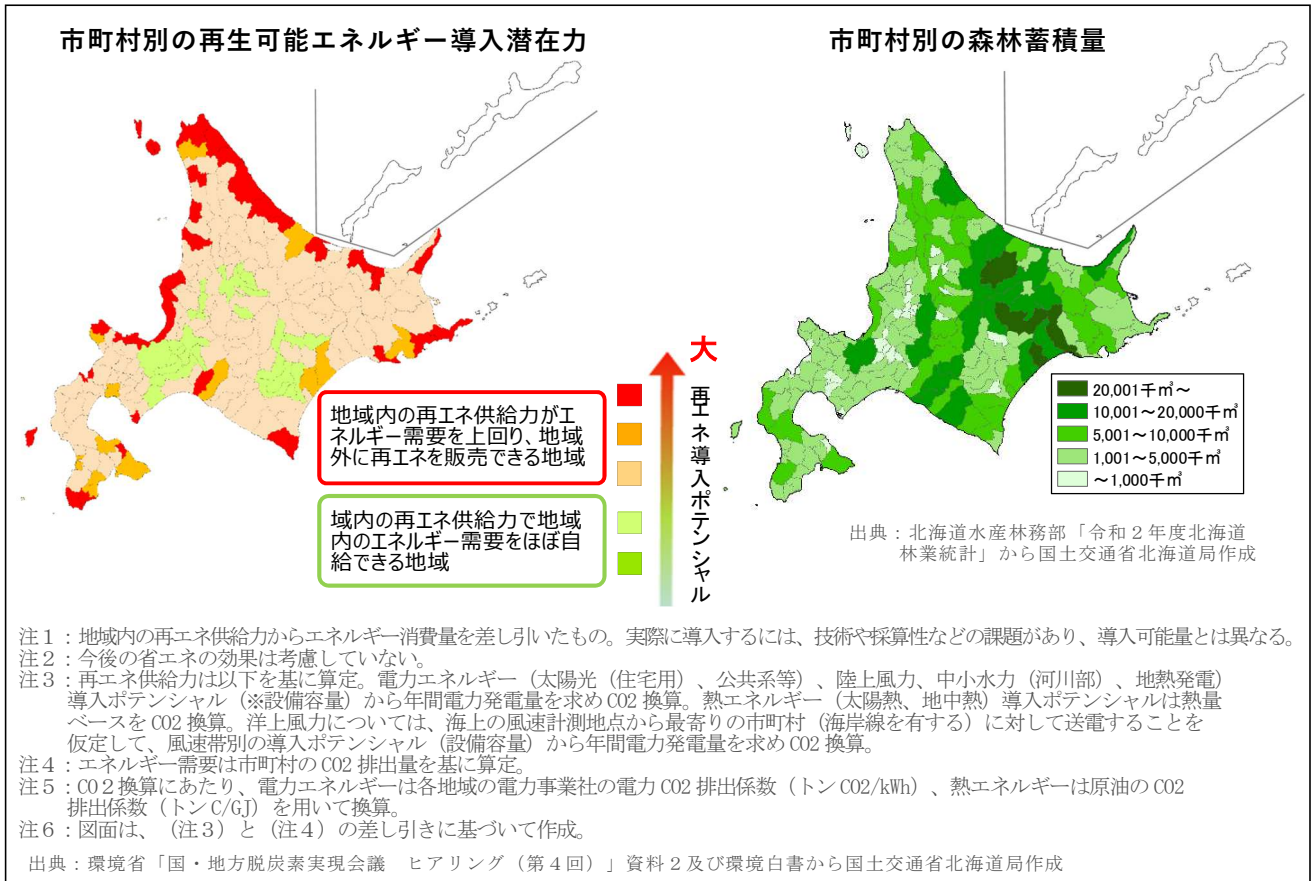 市町村別の再生可能エネルギー導入潜在力
市町村別の森林蓄積量
大
再エネ導入ポテンシャル
地域内の再エネ供給力がエ
ネルギー需要を上回り、地域
外に再エネを販売できる地域
域内の再エネ供給力で地域
内のエネルギー需要をほぼ自
給できる地域
20,001千㎥～
10,001～20,000千㎥
5,001～10,000千㎥
1,001～5,000千㎥
～1,000千㎥
出典：北海道水産林務部「令和２年度北海道
林業統計」から国土交通省北海道局作成
注１：地域内の再エネ供給力からエネルギー消費量を差し引いたもの。実際に導入するには、技術や採算性などの課題があり、導入可能量とは異なる。
注２：今後の省エネの効果は考慮していない。
注３：再エネ供給力は以下を基に算定。電力エネルギー（太陽光（住宅用）、公共系等）、陸上風力、中小水力（河川部）、地熱発電）
導入ポテンシャル（※設備容量）から年間電力発電量を求め CO2 換算。熱エネルギー（太陽熱、地中熱）導入ポテンシャルは熱量
ベースを CO2 換算。洋上風力については、海上の風速計測地点から最寄りの市町村（海岸線を有する）に対して送電することを
仮定して、風速帯別の導入ポテンシャル（設備容量）から年間電力発電量を求め CO2 換算。
注４：エネルギー需要は市町村の CO2 排出量を基に算定。
注５：CO２換算にあたり、電力エネルギーは各地域の電力事業社の電力 CO2 排出係数（トン CO2/kWh）、熱エネルギーは原油の CO2
排出係数（トン C/GJ）を用いて換算。
注６：図面は、（注３）と（注４）の差し引きに基づいて作成。
出典：環境省「国・地方脱炭素実現会議　ヒアリング（第４回）」資料２及び環境白書から国土交通省北海道局作成